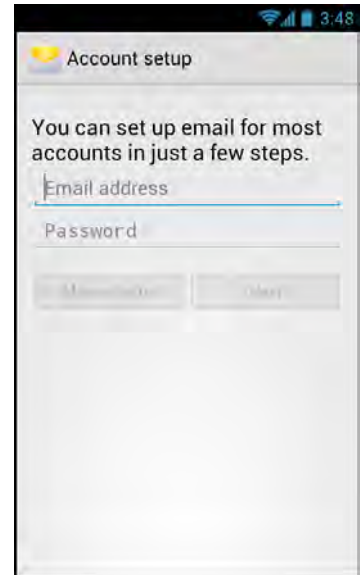 3:48
Account setup
You can set up email for most
accounts in just a few steps.
Email address
Password